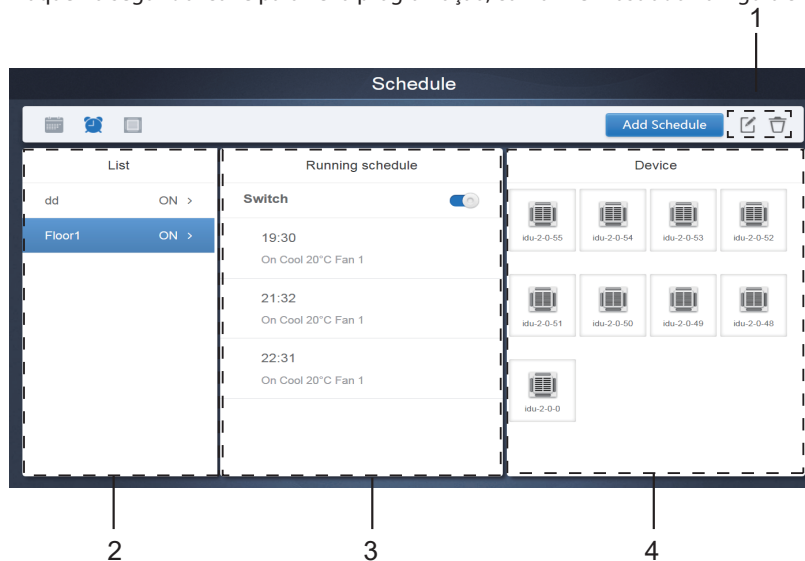 1
Schedule
Add Schedule
List
dd ON >
Floor1 ON >
Running schedule
Switch
19:30
On Cool 20°C Fan 1
21:32
On Cool 20°C Fan 1
22:31
On Cool 20°C Fan 1
Device
idu-2-0-55 idu-2-0-54 idu-2-0-53 idu-2-0-52
idu-2-0-51 idu-2-0-50 idu-2-0-49 idu-2-0-48
idu-2-0-0
2 3 4